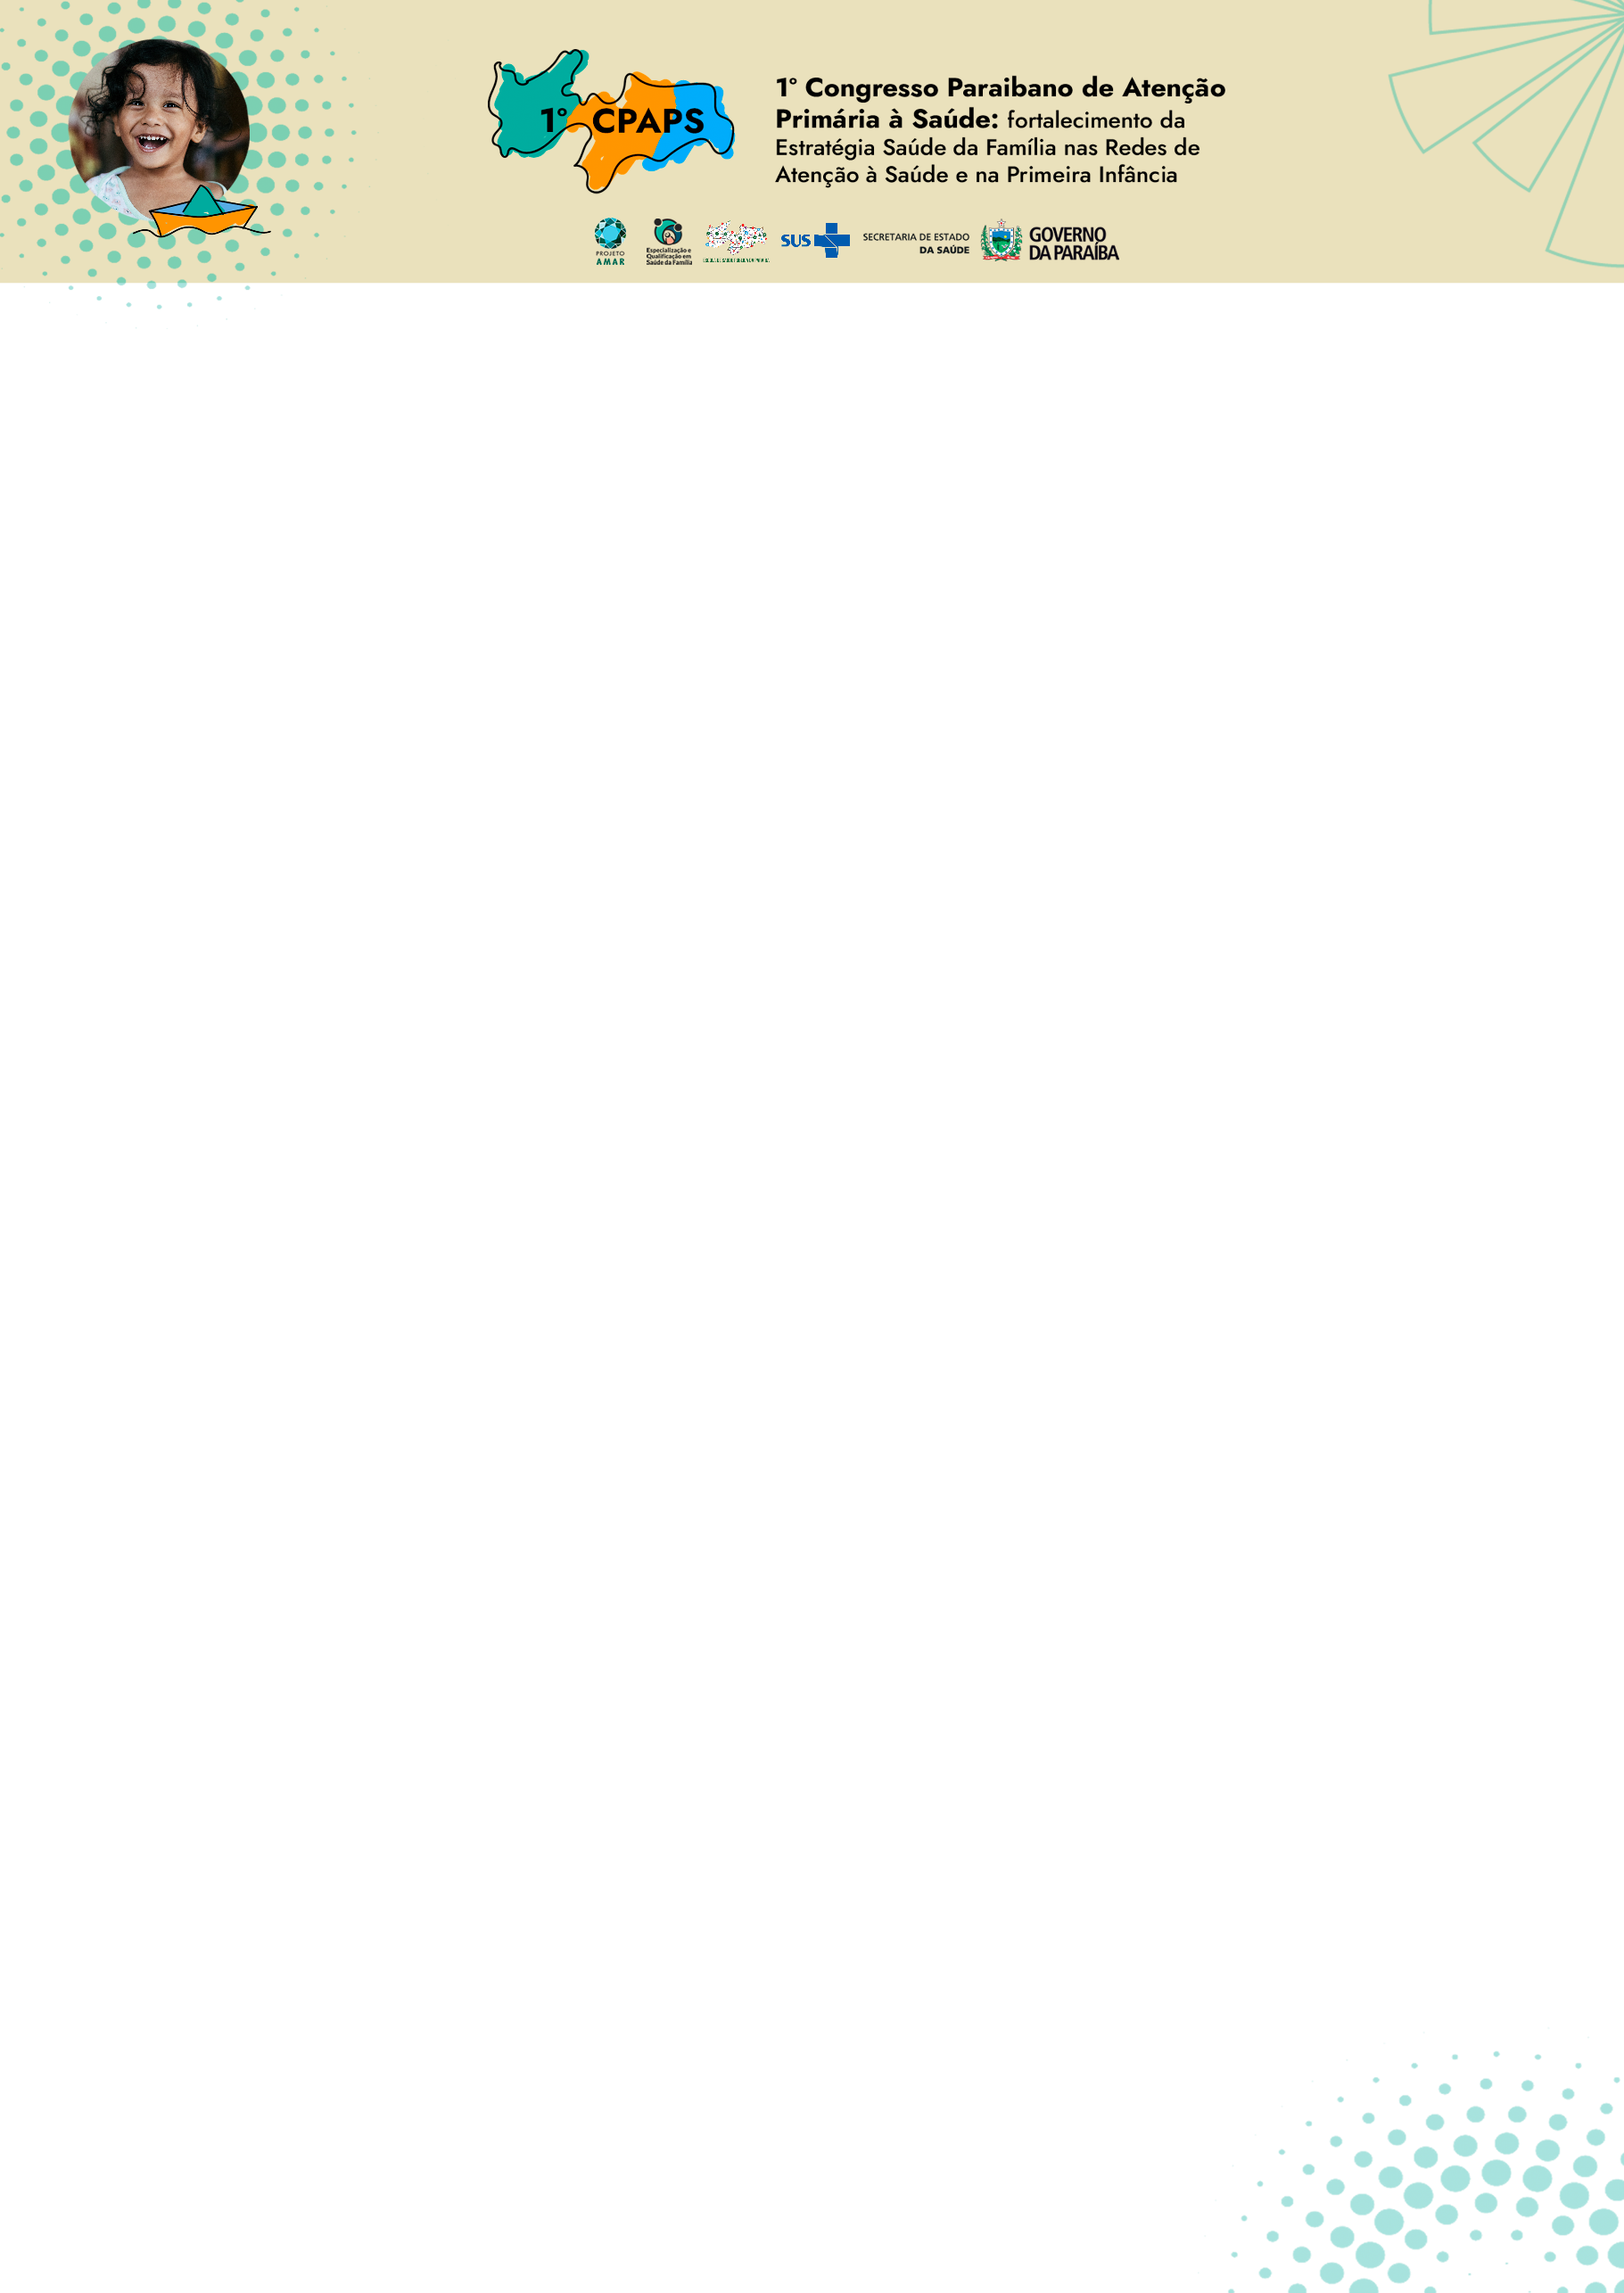 1º CPAPS
1º Congresso Paraibano de Atenção
Primária à Saúde: fortalecimento da
Estratégia Saúde da Família nas Redes de
Atenção à Saúde e na Primeira Infância
PROJETO
AMAR
Especialização e
Qualificação em
Saúde da Família
SUS
SECRETARIA DE ESTADO
DA SAÚDE
GOVERNO
DA PARAÍBA